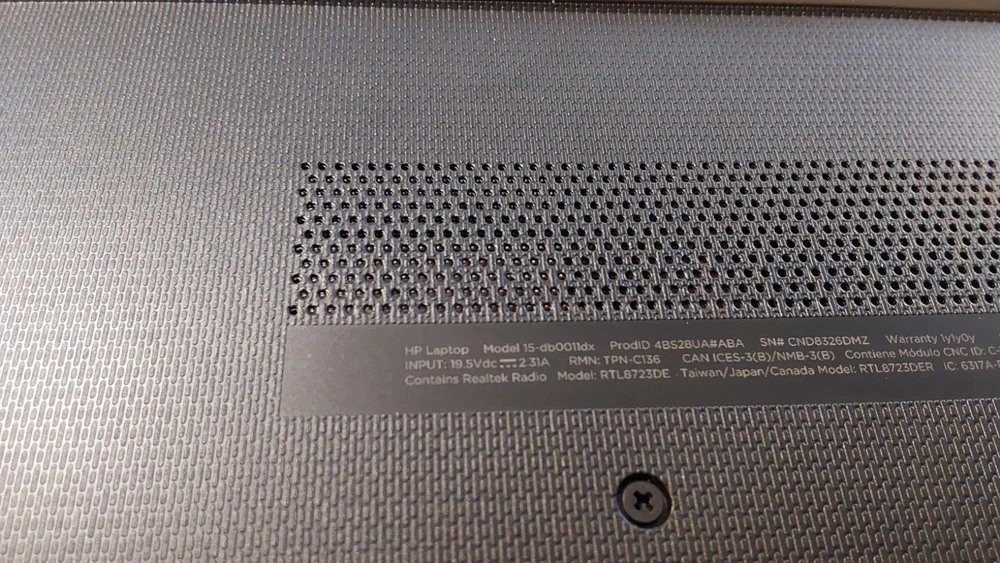 HP Laptop Model 15-db0011dx ProdID 4BS28UA#ABA SN# CND8326DMZ Warranty 1y1y0y
INPUT: 19.5Vdc⎓2.31A RMN: TPN-C136 CAN ICES-3(B)/NMB-3(B) Contiene Módulo CNC ID:
Contains Realtek Radio Model: RTL8723DE Taiwan/Japan/Canada Model: RTL8723DER IC: 6317A-